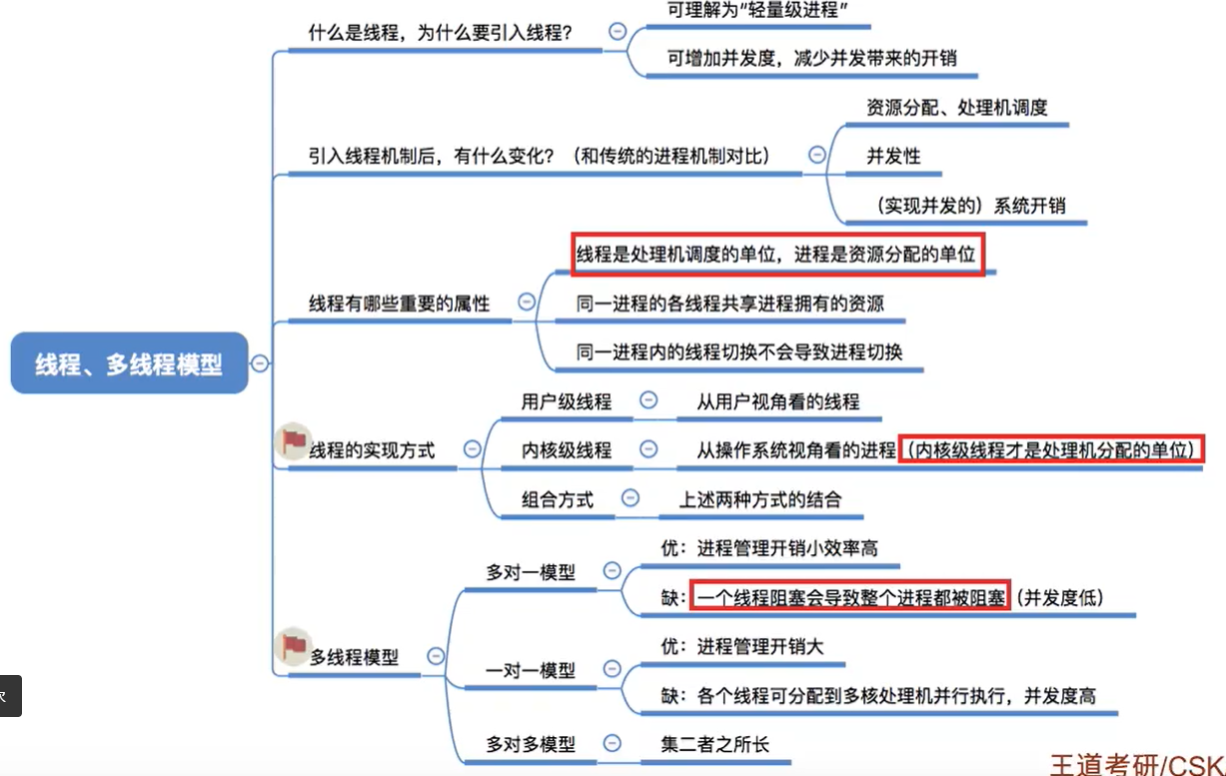 什么是线程，为什么要引入线程？
可理解为“轻量级进程”
可增加并发度，减少并发带来的开销
引入线程机制后，有什么变化？（和传统的进程机制对比）
资源分配、处理机调度
并发性
（实现并发的）系统开销
线程有哪些重要的属性
线程是处理机调度的单位，进程是资源分配的单位
同一进程的各线程共享进程拥有的资源
同一进程内的线程切换不会导致进程切换
线程、多线程模型
线程的实现方式
用户级线程
从用户视角看的线程
内核级线程
从操作系统视角看的进程（内核级线程才是处理机分配的单位）
组合方式
上述两种方式的结合
多线程模型
多对一模型
优：进程管理开销小效率高
缺：一个线程阻塞会导致整个进程都被阻塞（并发度低）
一对一模型
优：进程管理开销大
缺：各个线程可分配到多核处理机并行执行，并发度高
多对多模型
集二者之所长
王道考研/CSK